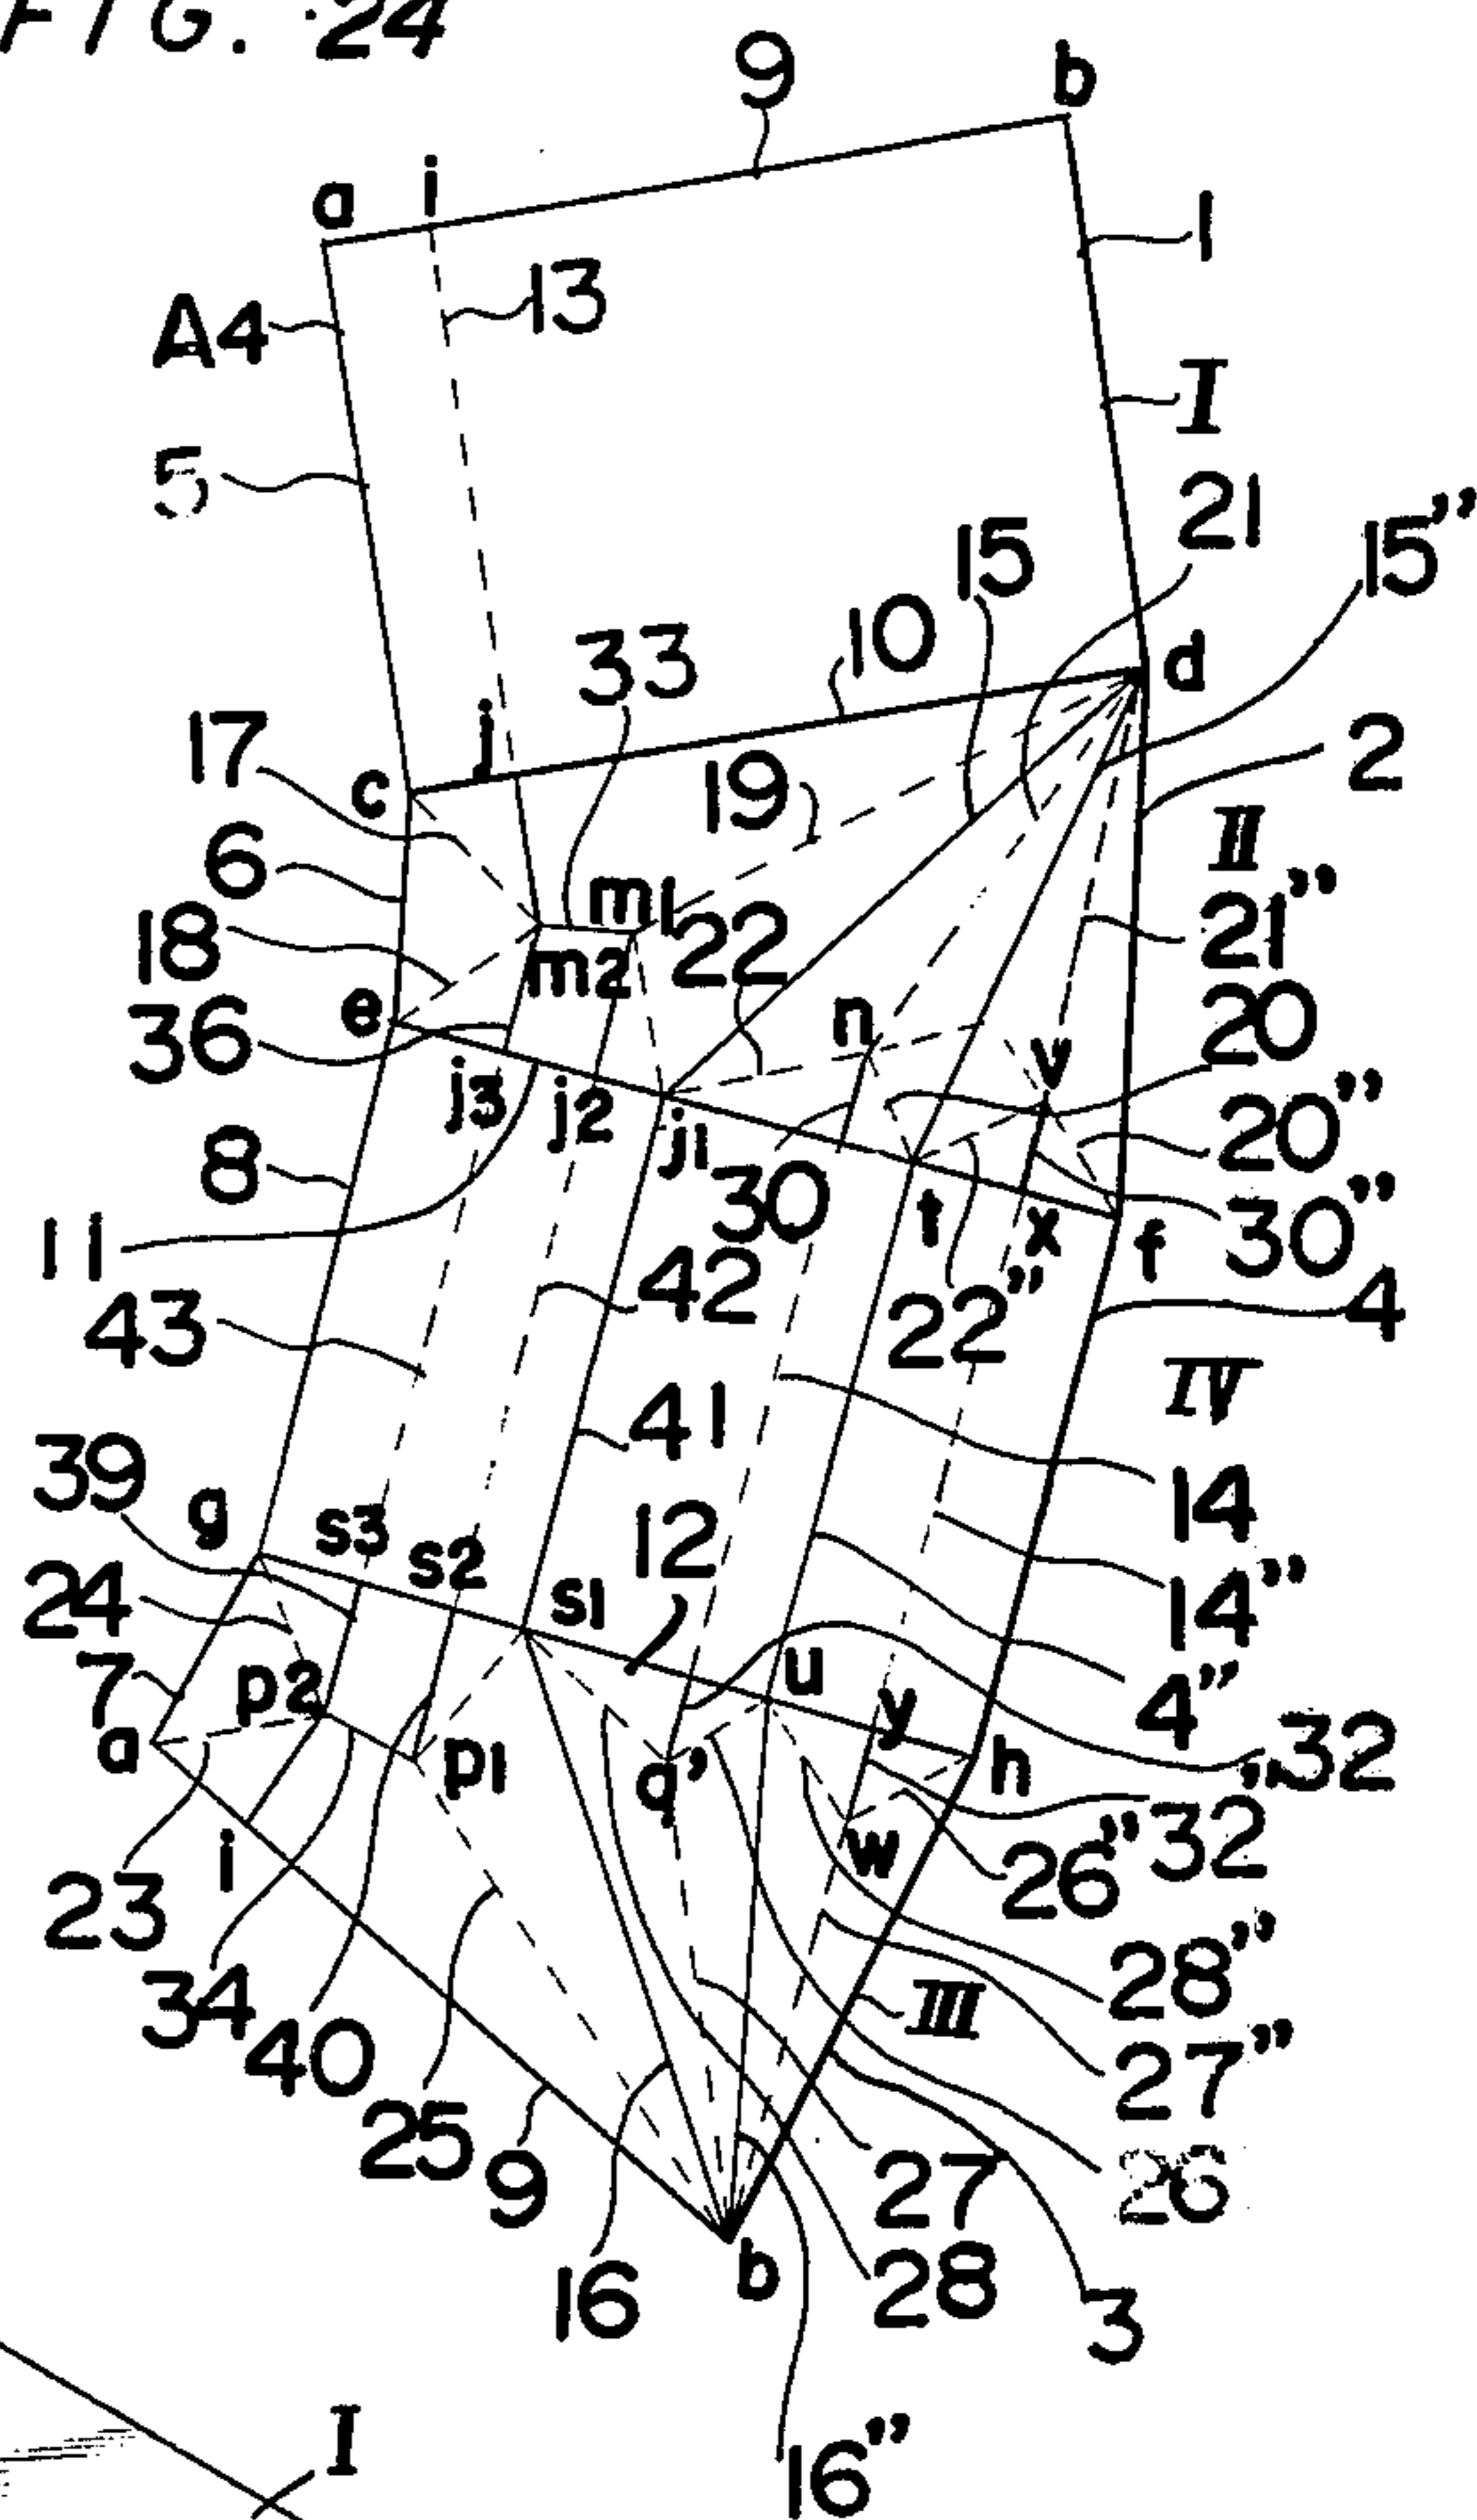 FIG. 24
9
b
a
i
1
A4
13
I
5
21
15
15”
33
10
d
17
j
2
c
19
6
II
m1
18
22
21”
m2
e
n
20
36
v
j3
j2
j1
20”
8
30
t
x
f
30”
11
42
22”
4
43
IV
41
39
g
s3
s2
12
14
s1
14”
24
u
4”
7
p2
y
32
a
p1
q’
h
w
26”
32
23
i
28”
34
40
III
27”
25
9
27
26
b
28
16
3
16”
I